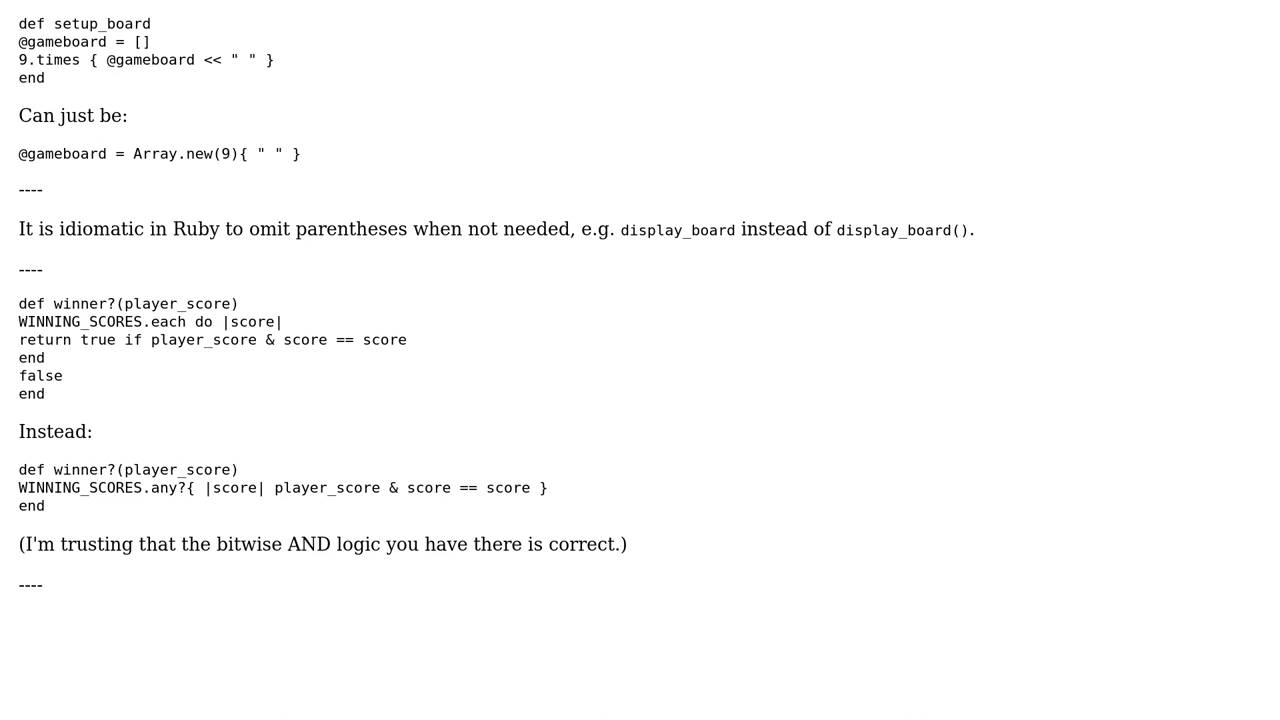 def setup_board
@gameboard = []
9.times { @gameboard << " " }
end
Can just be:
@gameboard = Array.new(9){ " " }
----
It is idiomatic in Ruby to omit parentheses when not needed, e.g. display_board instead of display_board().
----
def winner?(player_score)
WINNING_SCORES.each do |score|
return true if player_score & score == score
end
false
end
Instead:
def winner?(player_score)
WINNING_SCORES.any?{ |score| player_score & score == score }
end
(I'm trusting that the bitwise AND logic you have there is correct.)
----